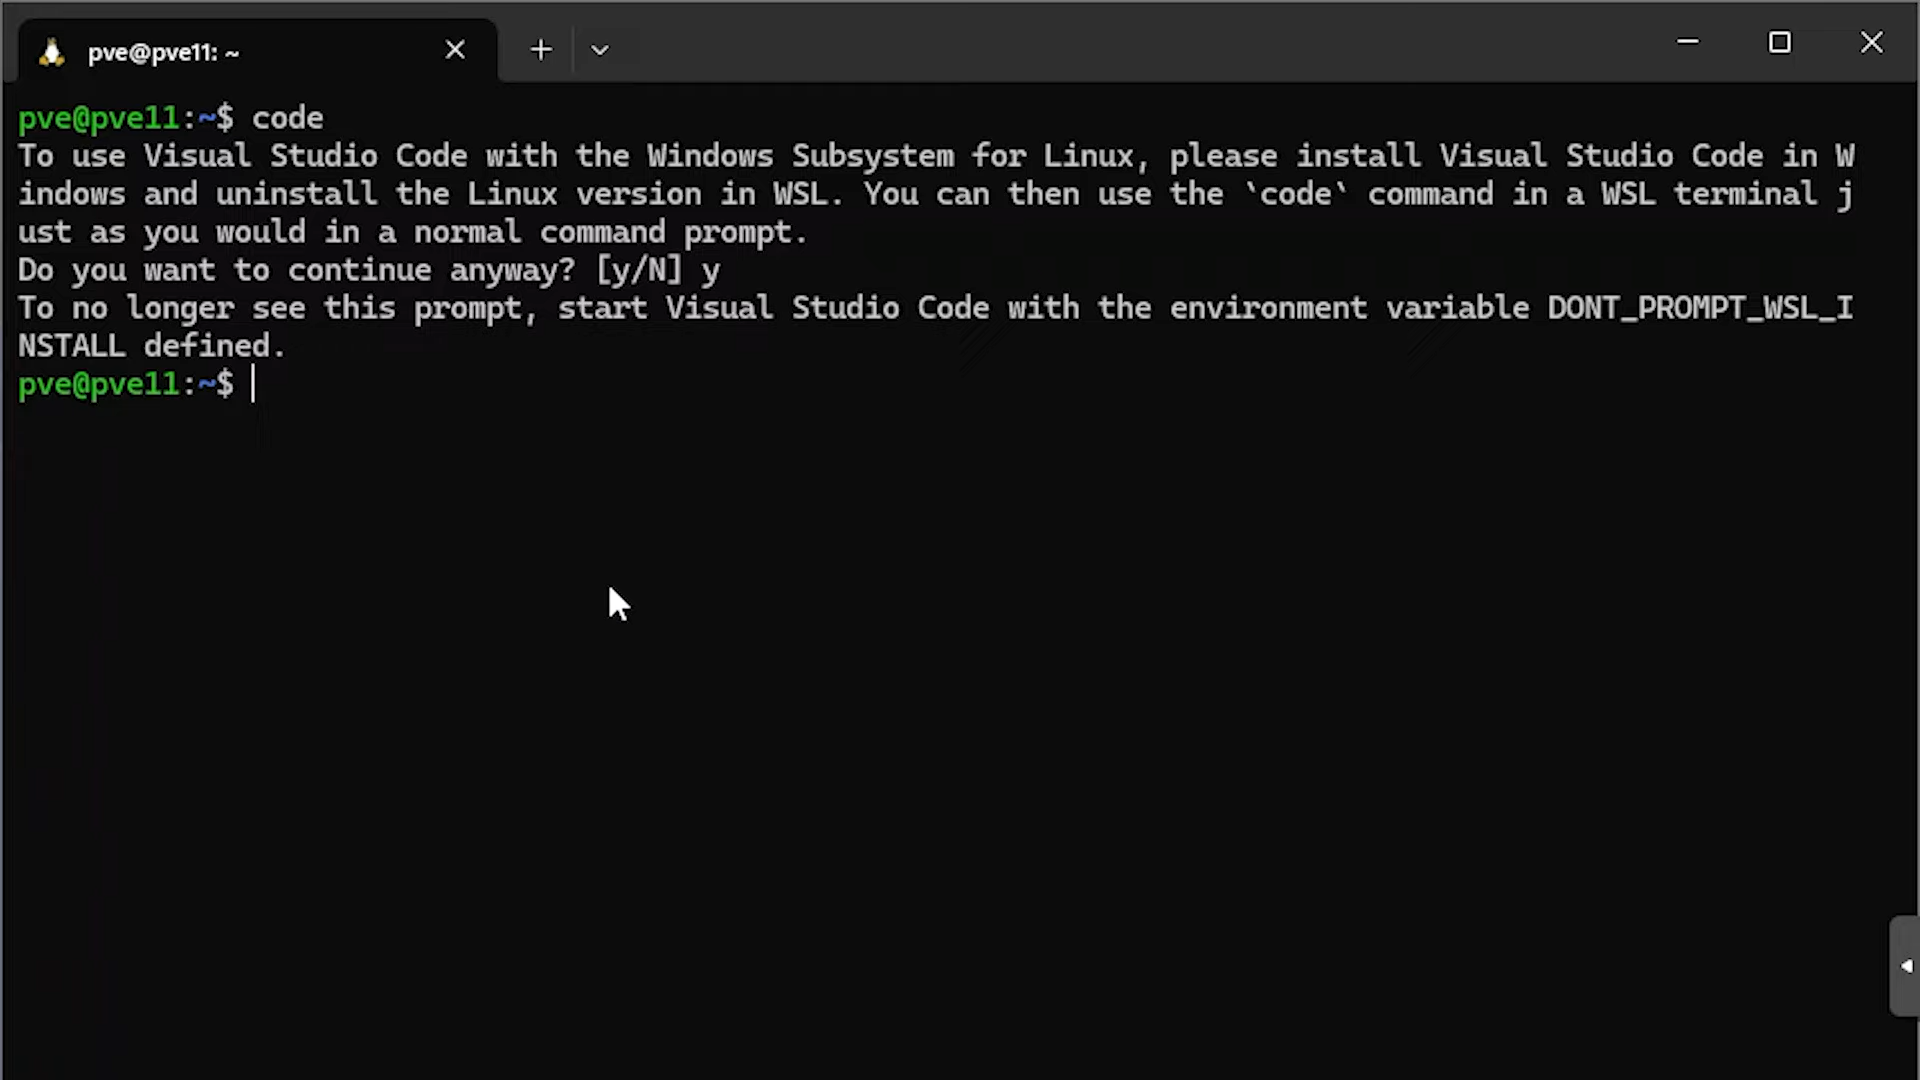 pve@pve11: ~
pve@pve11:~$ code
To use Visual Studio Code with the Windows Subsystem for Linux, please install Visual Studio Code in W
indows and uninstall the Linux version in WSL. You can then use the `code` command in a WSL terminal j
ust as you would in a normal command prompt.
Do you want to continue anyway? [y/N] y
To no longer see this prompt, start Visual Studio Code with the environment variable DONT_PROMPT_WSL_I
NSTALL defined.
pve@pve11:~$